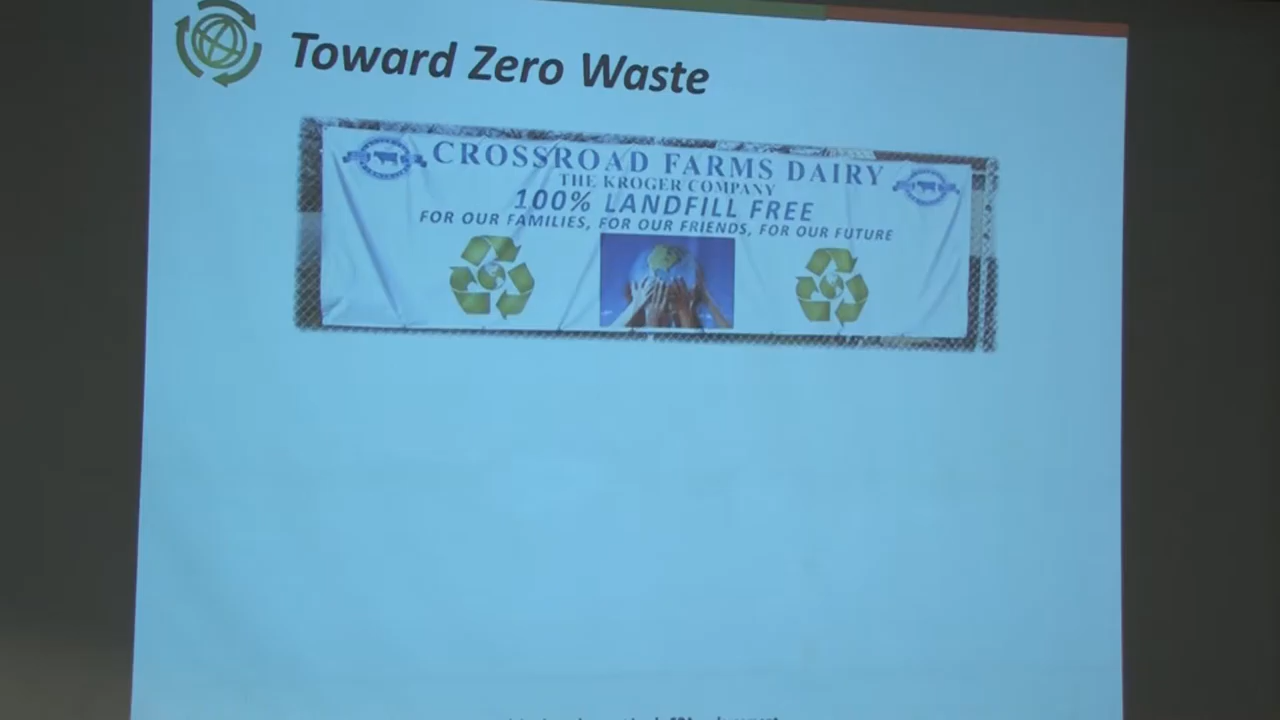 Toward Zero Waste
CROSSROAD FARMS DAIRY
THE KROGER COMPANY
100% LANDFILL FREE
FOR OUR FAMILIES, FOR OUR FRIENDS, FOR OUR FUTURE